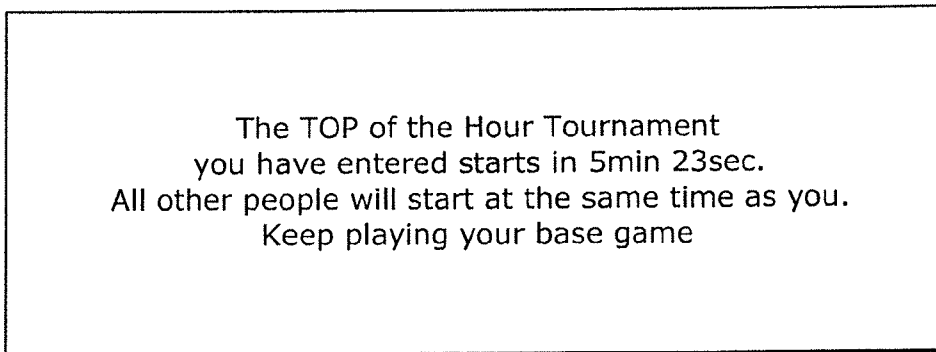 The TOP of the Hour Tournament
you have entered starts in 5min 23sec.
All other people will start at the same time as you.
Keep playing your base game